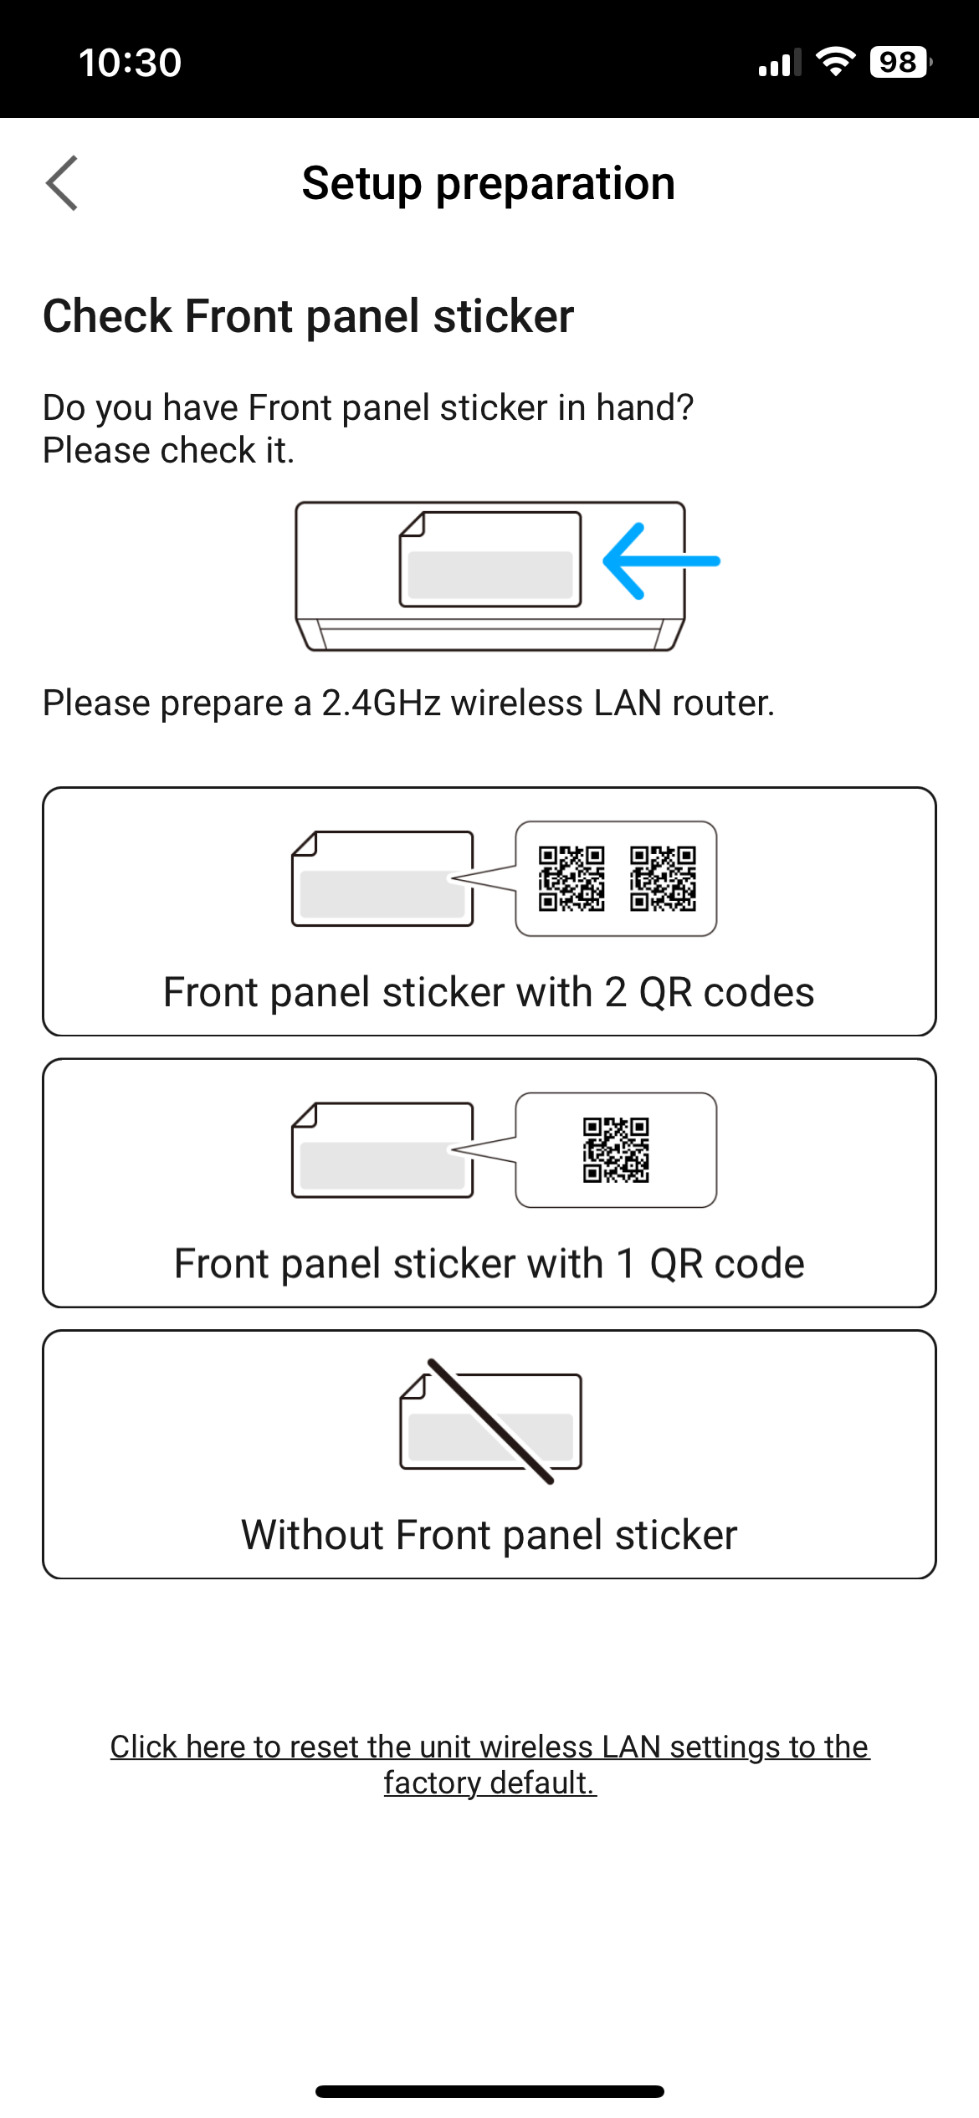 10:30
98
Setup preparation
Check Front panel sticker
Do you have Front panel sticker in hand?
Please check it.
Please prepare a 2.4GHz wireless LAN router.
Front panel sticker with 2 QR codes
Front panel sticker with 1 QR code
Without Front panel sticker
Click here to reset the unit wireless LAN settings to the
factory default.